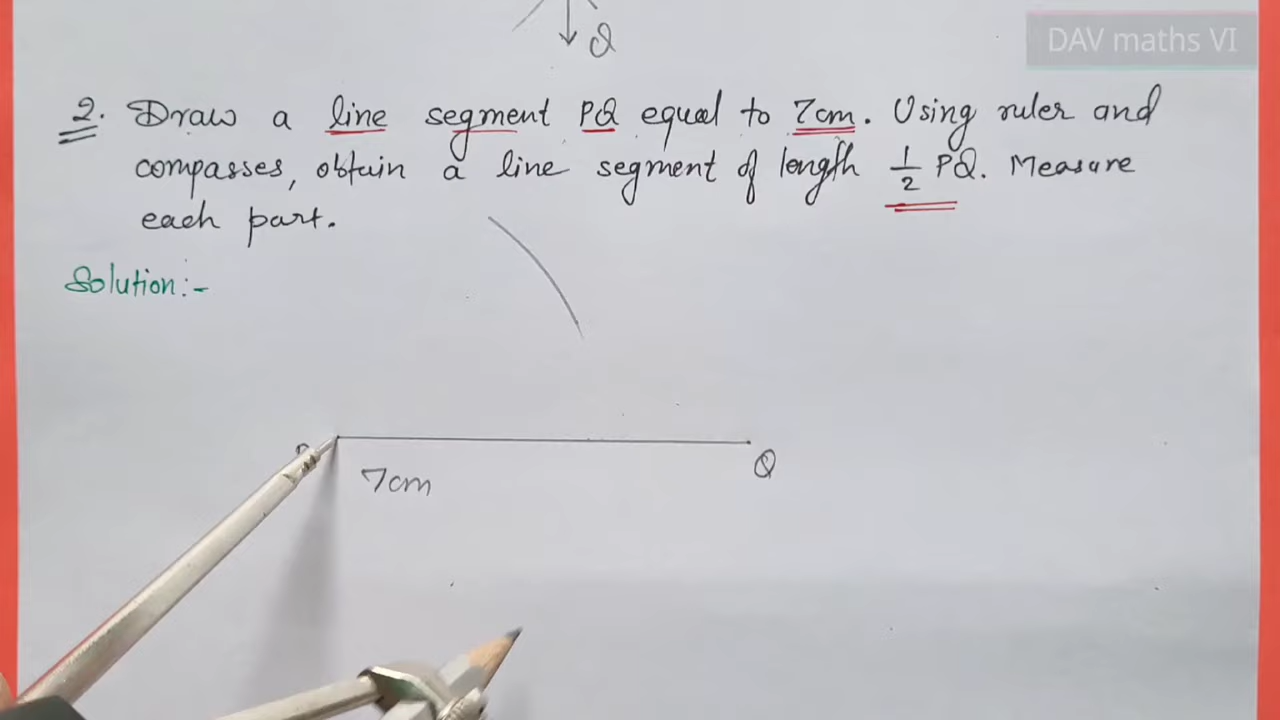 Q
DAV maths VI
2. Draw a line segment PQ equal to 7cm. Using ruler and
compasses, obtain a line segment of length 1/2 PQ. Measure
each part.
Solution:-
Q
7cm